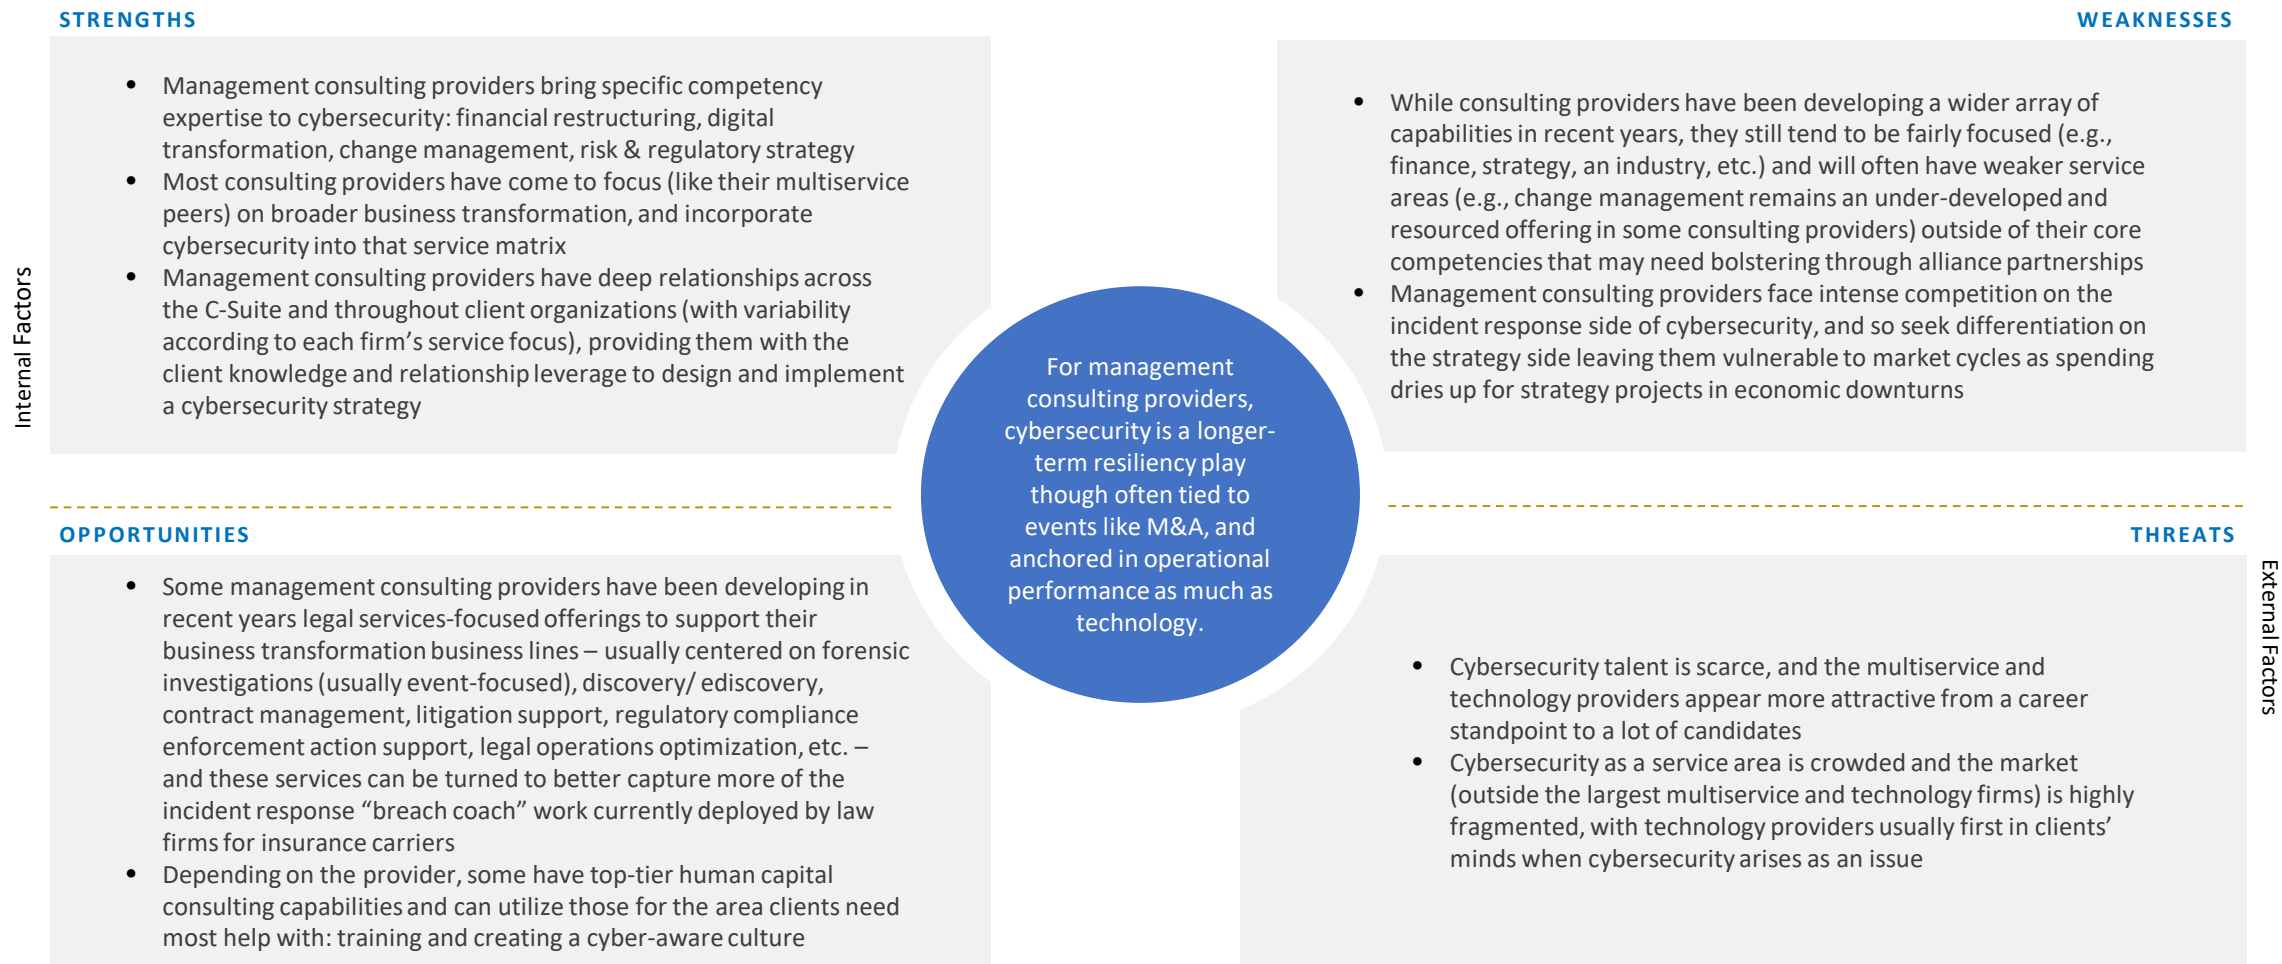 STRENGTHS
• Management consulting providers bring specific competency
expertise to cybersecurity: financial restructuring, digital
transformation, change management, risk & regulatory strategy
• Most consulting providers have come to focus (like their multiservice
peers) on broader business transformation, and incorporate
cybersecurity into that service matrix
• Management consulting providers have deep relationships across
the C-Suite and throughout client organizations (with variability
according to each firm’s service focus), providing them with the
client knowledge and relationship leverage to design and implement
a cybersecurity strategy
Internal Factors
WEAKNESSES
• While consulting providers have been developing a wider array of
capabilities in recent years, they still tend to be fairly focused (e.g.,
finance, strategy, an industry, etc.) and will often have weaker service
areas (e.g., change management remains an under-developed and
resourced offering in some consulting providers) outside of their core
competencies that may need bolstering through alliance partnerships
• Management consulting providers face intense competition on the
incident response side of cybersecurity, and so seek differentiation on
the strategy side leaving them vulnerable to market cycles as spending
dries up for strategy projects in economic downturns
For management
consulting providers,
cybersecurity is a longer-
term resiliency play
though often tied to
events like M&A, and
anchored in operational
performance as much as
technology.
OPPORTUNITIES
• Some management consulting providers have been developing in
recent years legal services-focused offerings to support their
business transformation business lines – usually centered on forensic
investigations (usually event-focused), discovery/ ediscovery,
contract management, litigation support, regulatory compliance
enforcement action support, legal operations optimization, etc. –
and these services can be turned to better capture more of the
incident response “breach coach” work currently deployed by law
firms for insurance carriers
• Depending on the provider, some have top-tier human capital
consulting capabilities and can utilize those for the area clients need
most help with: training and creating a cyber-aware culture
THREATS
• Cybersecurity talent is scarce, and the multiservice and
technology providers appear more attractive from a career
standpoint to a lot of candidates
• Cybersecurity as a service area is crowded and the market
(outside the largest multiservice and technology firms) is highly
fragmented, with technology providers usually first in clients’
minds when cybersecurity arises as an issue
External Factors